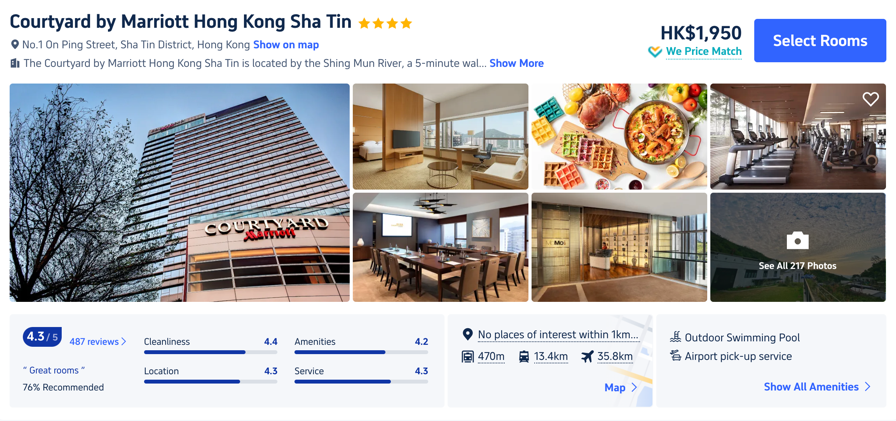 Courtyard by Marriott Hong Kong Sha Tin
No.1 On Ping Street, Sha Tin District, Hong Kong Show on map
The Courtyard by Marriott Hong Kong Sha Tin is located by the Shing Mun River, a 5-minute wal... Show More
HK$1,950
We Price Match
Select Rooms
COURTYARD
Marriott
See All 217 Photos
4.3 / 5
487 reviews
" Great rooms "
76% Recommended
Cleanliness 4.4
Amenities 4.2
Location 4.3
Service 4.3
No places of interest within 1km...
470m 13.4km 35.8km
Map
Outdoor Swimming Pool
Airport pick-up service
Show All Amenities